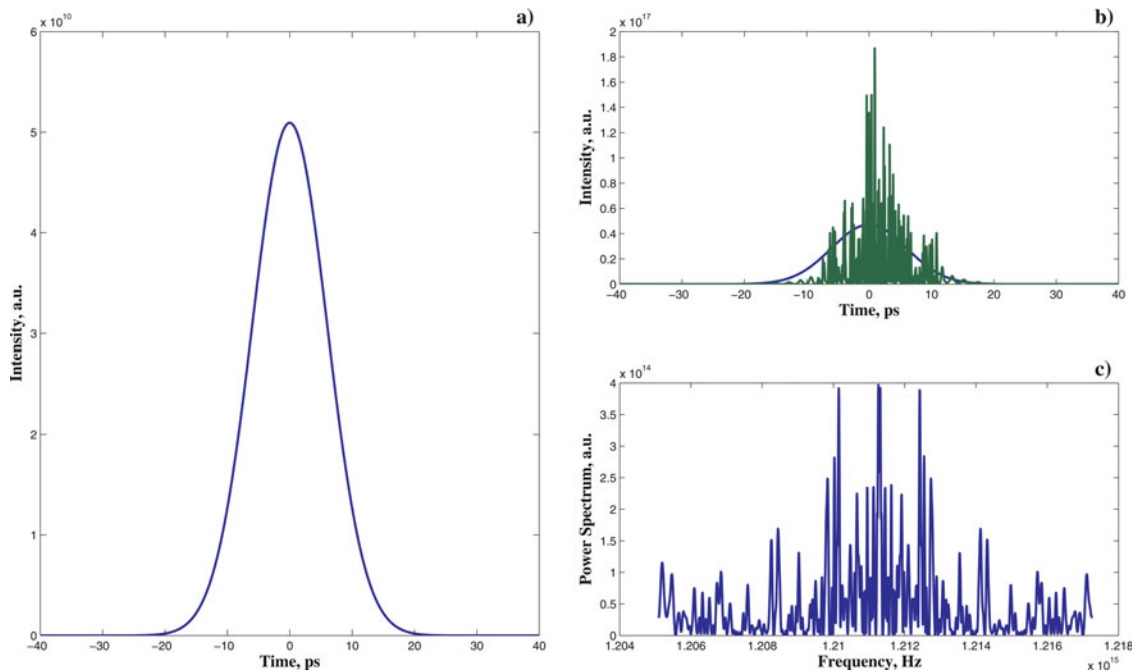 x 10^10
a)
6
5
4
3
2
1
0
Intensity, a.u.
−40 −30 −20 −10 0 10 20 30 40
Time, ps
x 10^17
b)
2
1.8
1.6
1.4
1.2
1
0.8
0.6
0.4
0.2
0
Intensity, a.u.
−40 −30 −20 −10 0 10 20 30 40
Time, ps
x 10^14
c)
4
3.5
3
2.5
2
1.5
1
0.5
0
Power Spectrum, a.u.
1.204 1.206 1.208 1.21 1.212 1.214 1.216 1.218
Frequency, Hz
x 10^15